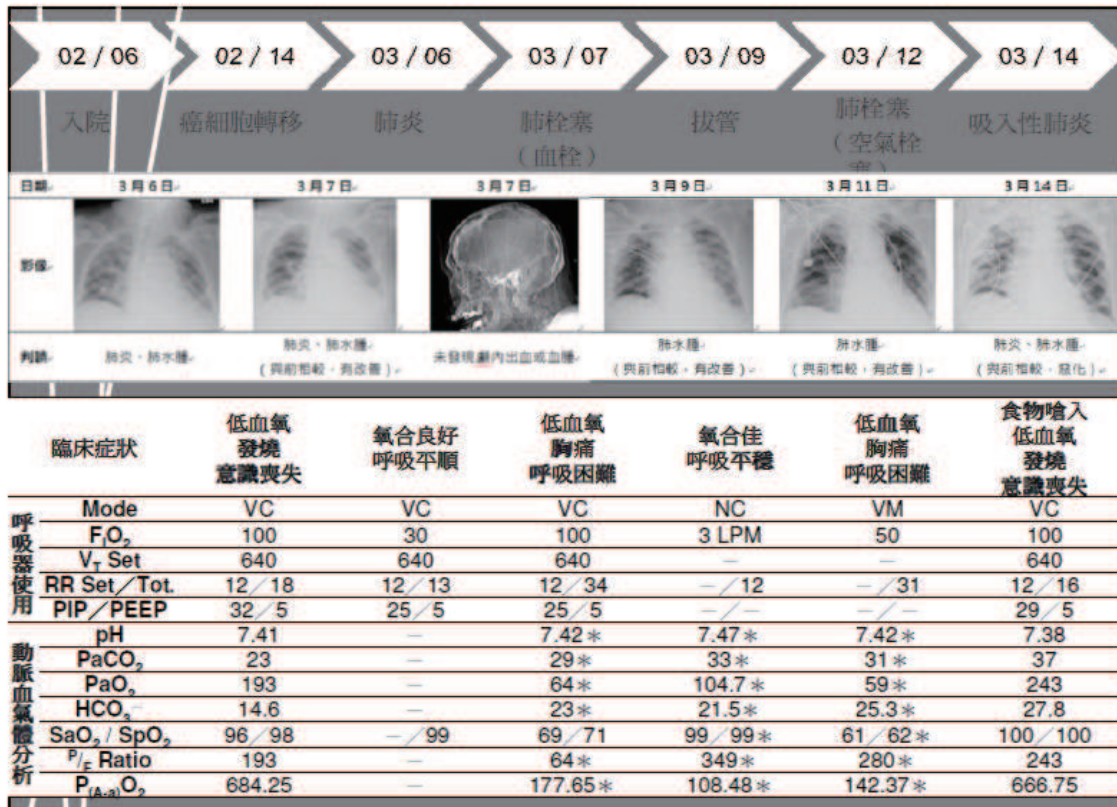 02 / 06 02 / 14 03 / 06 03 / 07 03 / 09 03 / 12 03 / 14
入院 癌細胞轉移 肺炎 肺栓塞 拔管 肺栓塞 吸入性肺炎
（血栓） （空氣栓
塞）
日期 3月6日 3月7日 3月7日 3月9日 3月11日 3月14日
影像
判讀 肺炎、肺水腫 肺炎、肺水腫 未發現顱內出血或血腫 肺水腫 肺水腫 肺炎、肺水腫
（與前相較，有改善） （與前相較，有改善） （與前相較，有改善） （與前相較，惡化）
臨床症狀 低血氧 氧合良好 低血氧 氧合佳 低血氧 食物嗆入
發燒 呼吸平順 胸痛 呼吸平穩 胸痛 低血氧
意識喪失 呼吸困難 呼吸困難 發燒
意識喪失
呼吸器使用
Mode VC VC VC NC VM VC
FIO2 100 30 100 3 LPM 50 100
VT Set 640 640 640 － － 640
RR Set／Tot. 12／18 12／13 12／34 －／12 －／31 12／16
PIP／PEEP 32／5 25／5 25／5 －／－ －／－ 29／5
動脈血氣體分析
pH 7.41 － 7.42＊ 7.47＊ 7.42＊ 7.38
PaCO2 23 － 29＊ 33＊ 31＊ 37
PaO2 193 － 64＊ 104.7＊ 59＊ 243
HCO3− 14.6 － 23＊ 21.5＊ 25.3＊ 27.8
SaO2 / SpO2 96／98 －／99 69／71 99／99＊ 61／62＊ 100／100
P/F Ratio 193 － 64＊ 349＊ 280＊ 243
P(A-a)O2 684.25 － 177.65＊ 108.48＊ 142.37＊ 666.75